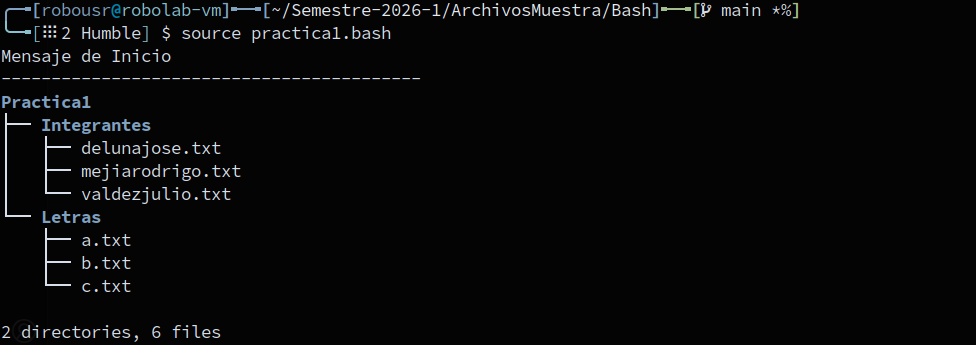 [robousr@robolab-vm]──[~/Semestre-2026-1/ArchivosMuestra/Bash]──[ main *%]
[2 Humble] $ source practica1.bash
Mensaje de Inicio
------------------------------------------
Practica1
├── Integrantes
│   ├── delunajose.txt
│   ├── mejiarodrigo.txt
│   └── valdezjulio.txt
└── Letras
    ├── a.txt
    ├── b.txt
    └── c.txt
2 directories, 6 files